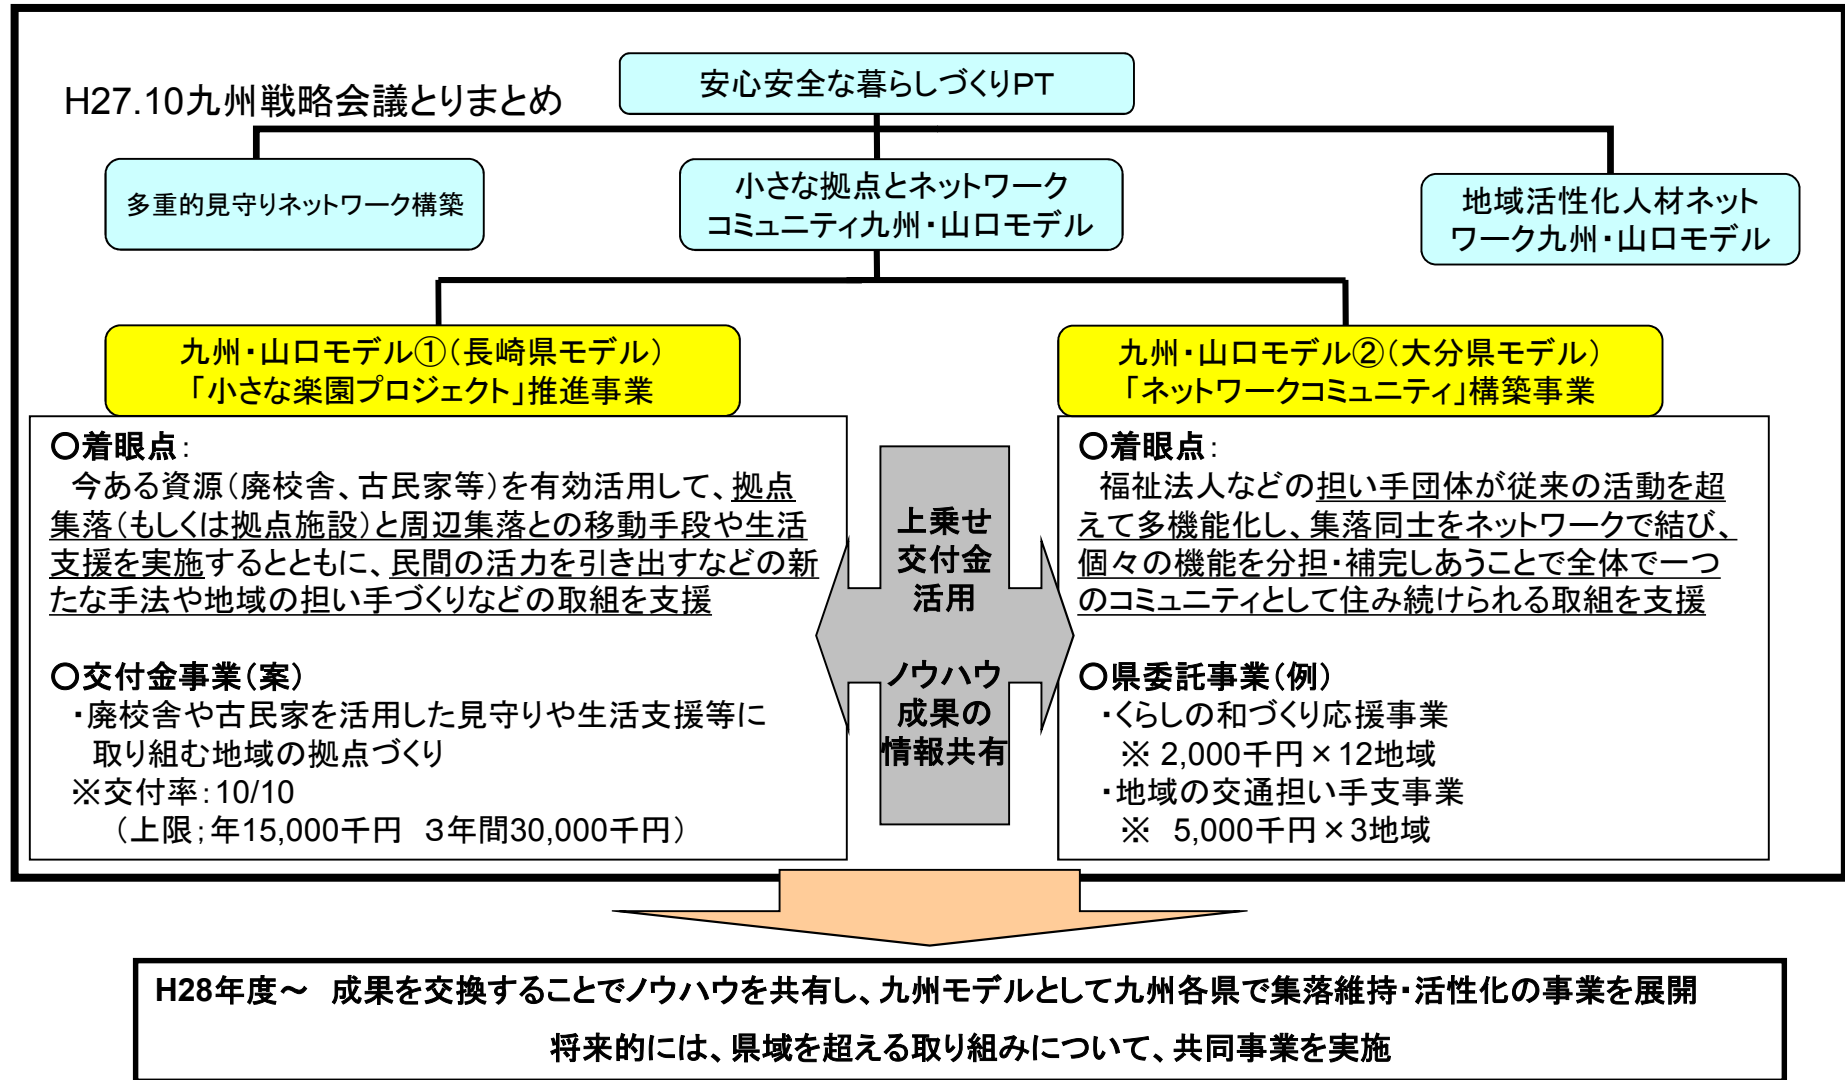 H27.10九州戦略会議とりまとめ
安心安全な暮らしづくりPT
多重的見守りネットワーク構築
小さな拠点とネットワーク
コミュニティ九州・山口モデル
地域活性化人材ネット
ワーク九州・山口モデル
九州・山口モデル①(長崎県モデル)
「小さな楽園プロジェクト」推進事業
〇着眼点:
今ある資源(廃校舎、古民家等)を有効活用して、拠点
集落(もしくは拠点施設)と周辺集落との移動手段や生活
支援を実施するとともに、民間の活力を引き出すなどの新
たな手法や地域の担い手づくりなどの取組を支援
〇交付金事業(案)
・廃校舎や古民家を活用した見守りや生活支援等に
取り組む地域の拠点づくり
※交付率:10/10
(上限;年15,000千円 3年間30,000千円)
上乗せ
交付金
活用
ノウハウ
成果の
情報共有
九州・山口モデル②(大分県モデル)
「ネットワークコミュニティ」構築事業
〇着眼点:
福祉法人などの担い手団体が従来の活動を超
えて多機能化し、集落同士をネットワークで結び、
個々の機能を分担・補完しあうことで全体で一つ
のコミュニティとして住み続けられる取組を支援
〇県委託事業(例)
・くらしの和づくり応援事業
※ 2,000千円×12地域
・地域の交通担い手支事業
※ 5,000千円×3地域
H28年度~ 成果を交換することでノウハウを共有し、九州モデルとして九州各県で集落維持・活性化の事業を展開
将来的には、県域を超える取り組みについて、共同事業を実施